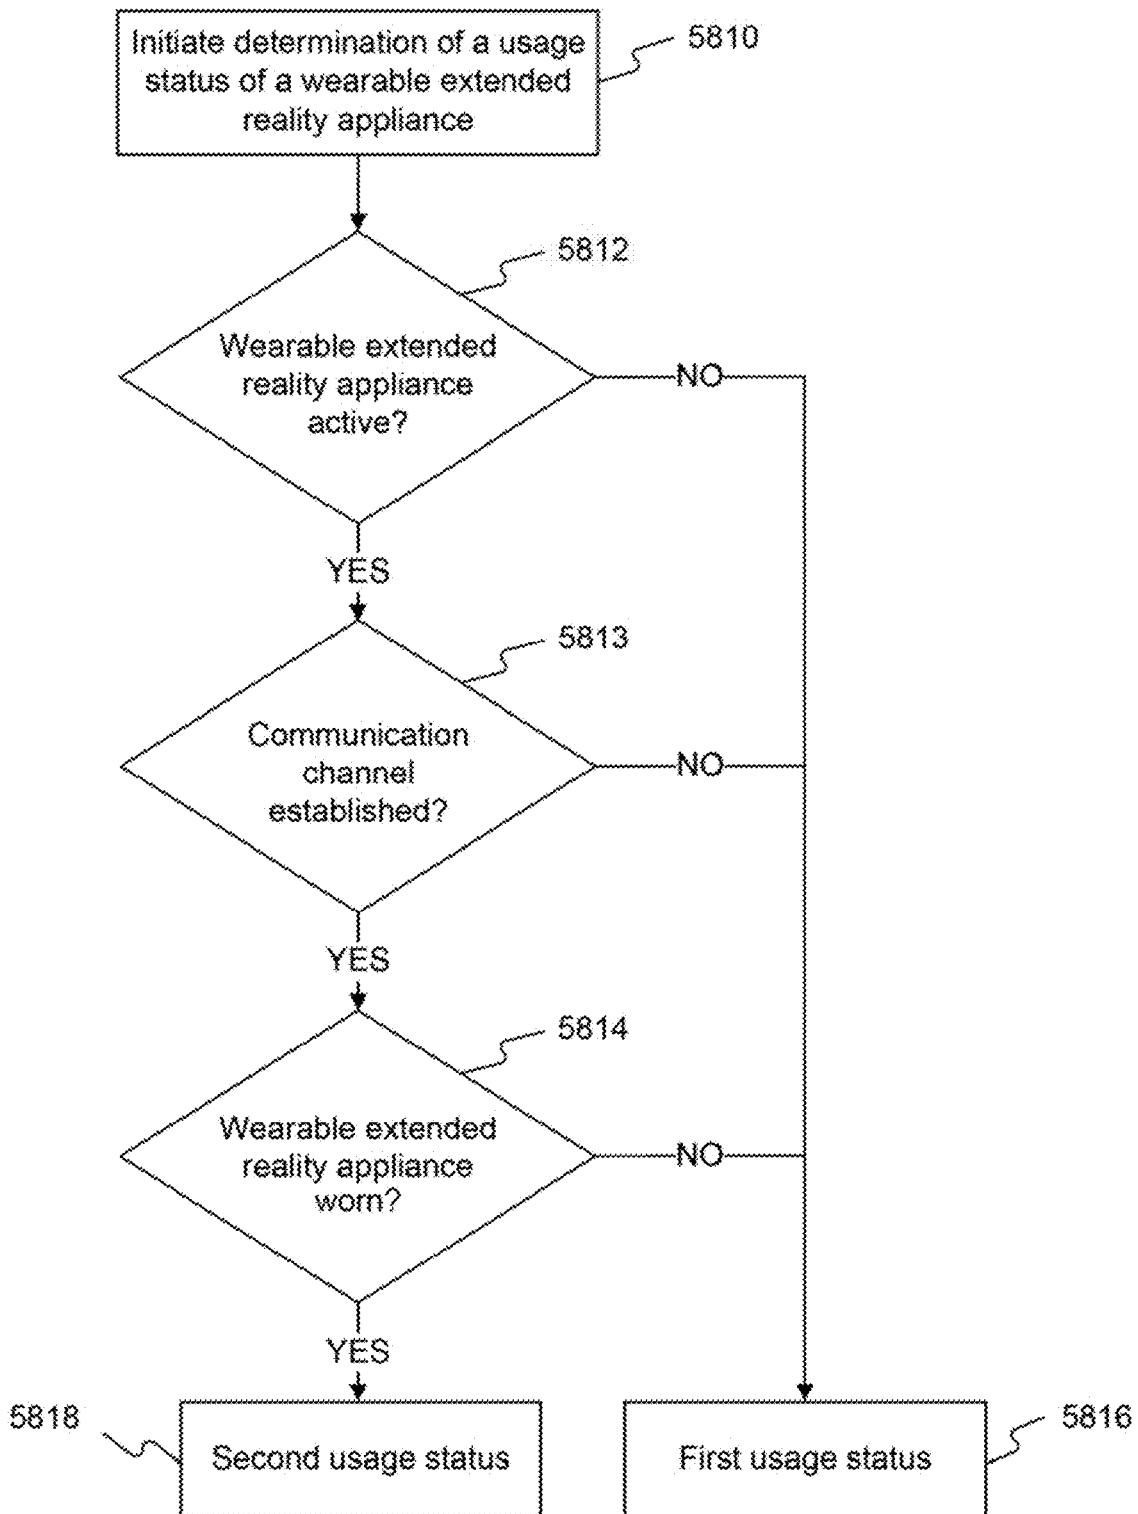 Initiate determination of a usage
status of a wearable extended
reality appliance
5810
5812
Wearable extended
reality appliance
active?
NO
YES
5813
Communication
channel
established?
NO
YES
5814
Wearable extended
reality appliance
worn?
NO
YES
5818
Second usage status
First usage status
5816